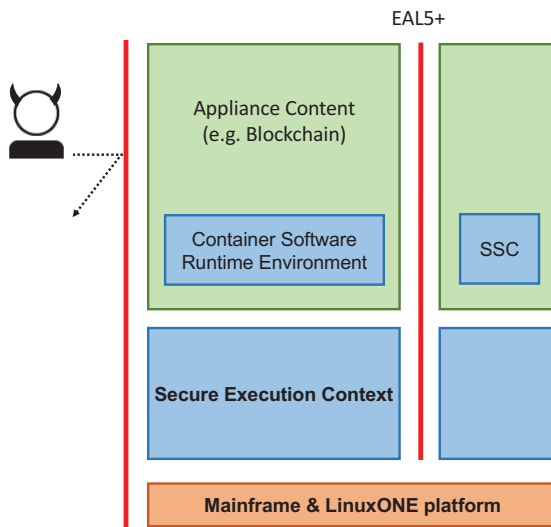 EAL5+
Appliance Content
(e.g. Blockchain)
Container Software
Runtime Environment
SSC
Secure Execution Context
Mainframe & LinuxONE platform